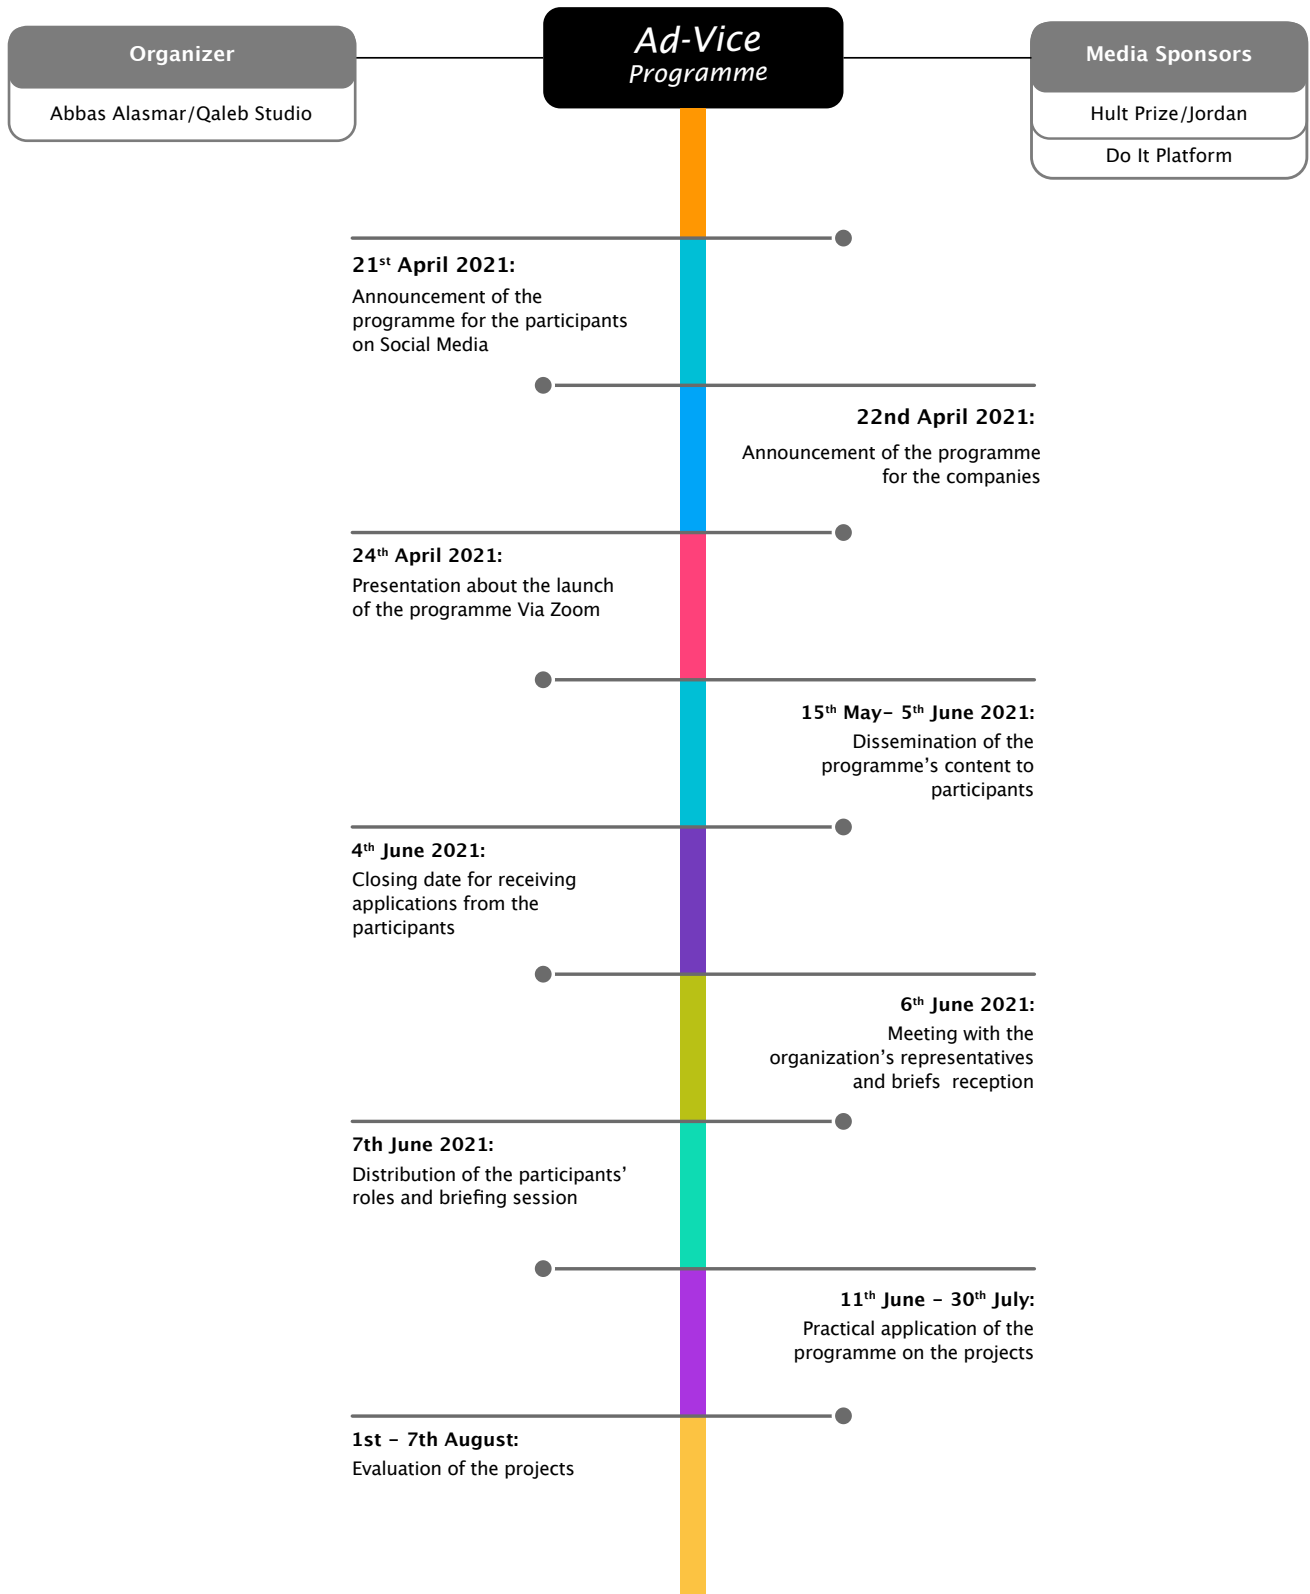 Organizer
Abbas Alasmar/Qaleb Studio
Ad-Vice
Programme
Media Sponsors
Hult Prize/Jordan
Do It Platform
21st April 2021:
Announcement of the
programme for the participants
on Social Media
22nd April 2021:
Announcement of the programme
for the companies
24th April 2021:
Presentation about the launch
of the programme Via Zoom
15th May– 5th June 2021:
Dissemination of the
programme’s content to
participants
4th June 2021:
Closing date for receiving
applications from the
participants
6th June 2021:
Meeting with the
organization’s representatives
and briefs  reception
7th June 2021:
Distribution of the participants’
roles and briefing session
11th June – 30th July:
Practical application of the
programme on the projects
1st – 7th August:
Evaluation of the projects